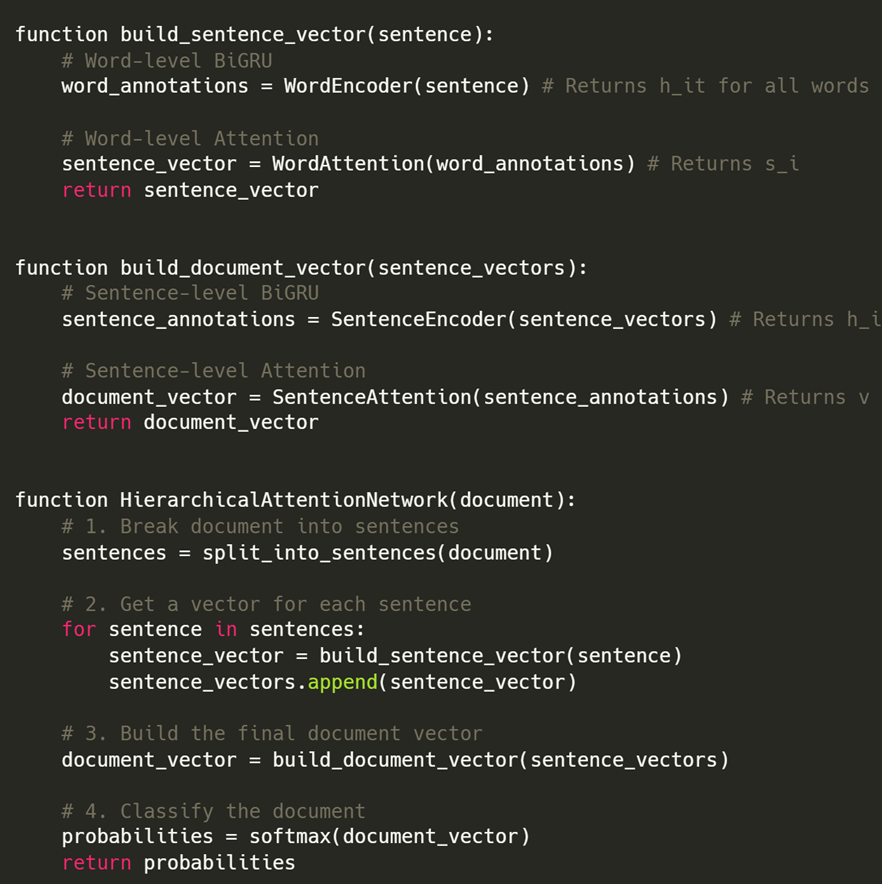 function build_sentence_vector(sentence):
    # Word-level BiGRU
    word_annotations = WordEncoder(sentence) # Returns h_it for all words
    # Word-level Attention
    sentence_vector = WordAttention(word_annotations) # Returns s_i
    return sentence_vector
function build_document_vector(sentence_vectors):
    # Sentence-level BiGRU
    sentence_annotations = SentenceEncoder(sentence_vectors) # Returns h_i
    # Sentence-level Attention
    document_vector = SentenceAttention(sentence_annotations) # Returns v
    return document_vector
function HierarchicalAttentionNetwork(document):
    # 1. Break document into sentences
    sentences = split_into_sentences(document)
    # 2. Get a vector for each sentence
    for sentence in sentences:
        sentence_vector = build_sentence_vector(sentence)
        sentence_vectors.append(sentence_vector)
    # 3. Build the final document vector
    document_vector = build_document_vector(sentence_vectors)
    # 4. Classify the document
    probabilities = softmax(document_vector)
    return probabilities